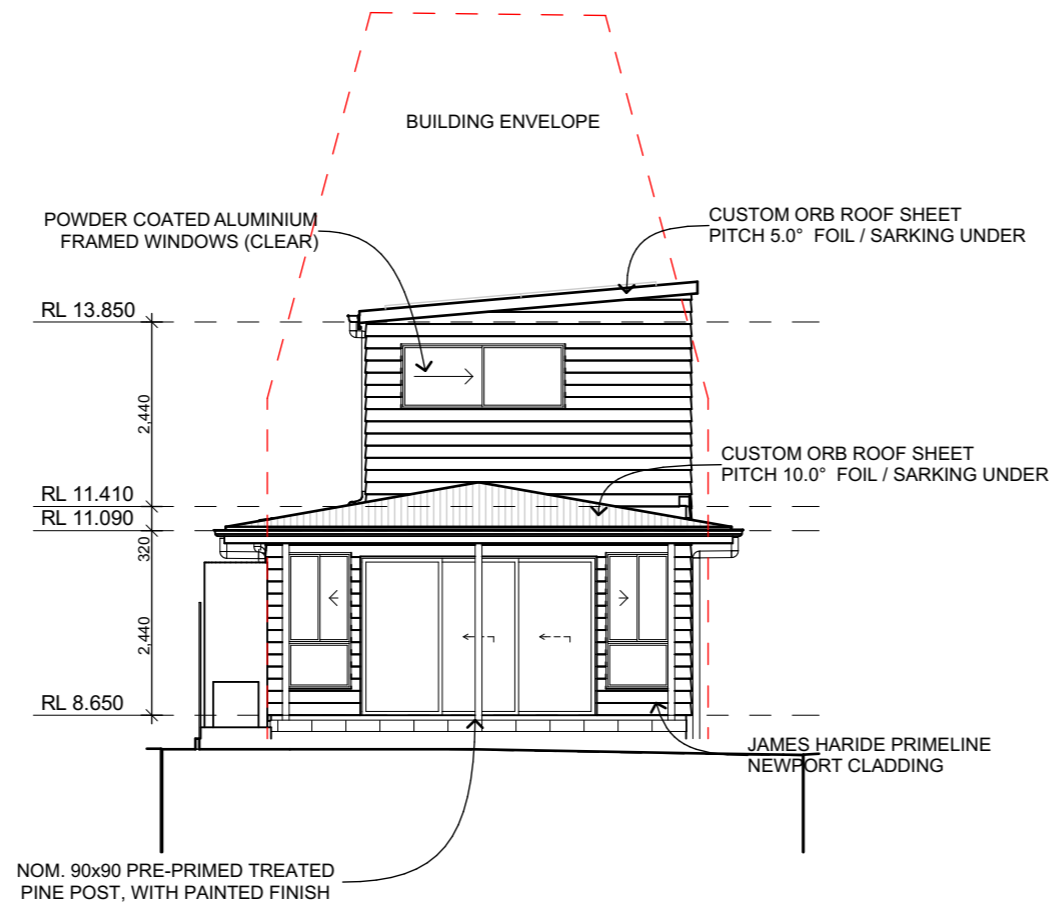 BUILDING ENVELOPE
POWDER COATED ALUMINIUM
FRAMED WINDOWS (CLEAR)
CUSTOM ORB ROOF SHEET
PITCH 5.0° FOIL / SARKING UNDER
RL 13.850
2,440
CUSTOM ORB ROOF SHEET
PITCH 10.0° FOIL / SARKING UNDER
RL 11.410
RL 11.090
320
2,440
RL 8.650
JAMES HARIDE PRIMELINE
NEWPORT CLADDING
NOM. 90x90 PRE-PRIMED TREATED
PINE POST, WITH PAINTED FINISH